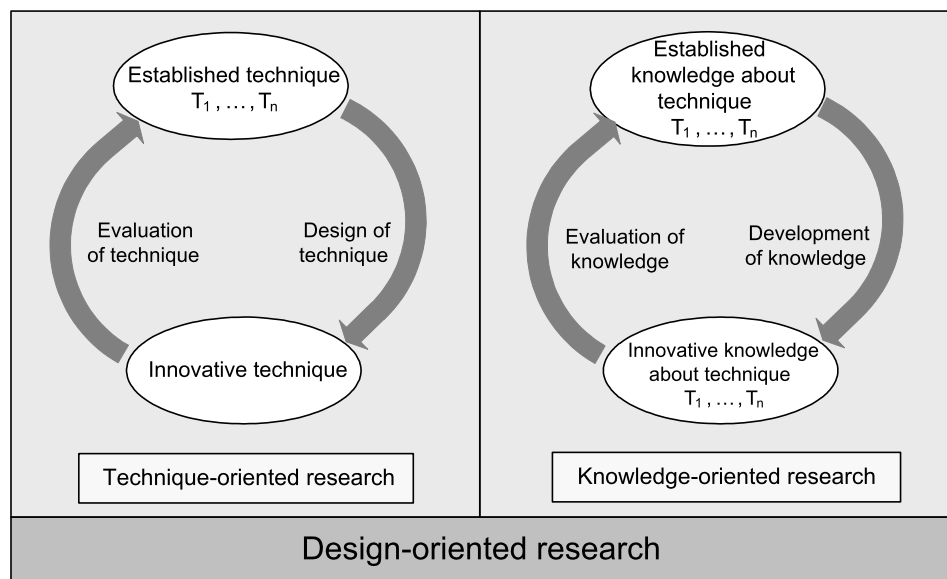 Established technique
T₁ , … , Tₙ
Evaluation
of technique
Design of
technique
Innovative technique
Technique-oriented research
Established
knowledge about
technique
T₁ , … , Tₙ
Evaluation of
knowledge
Development
of knowledge
Innovative knowledge
about technique
T₁ , … , Tₙ
Knowledge-oriented research
Design-oriented research